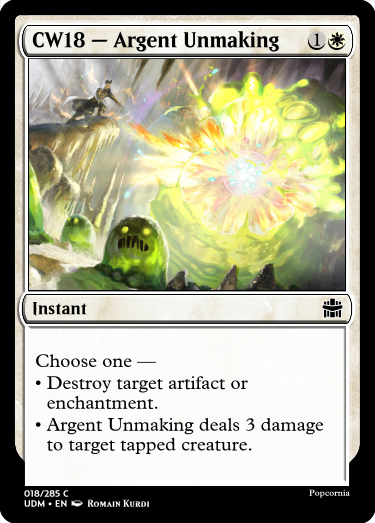 CW18 — Argent Unmaking 1
Instant
Choose one —
• Destroy target artifact or
enchantment.
• Argent Unmaking deals 3 damage
to target tapped creature.
018/285 C
Popcornia
UDM • EN Romain Kurdi